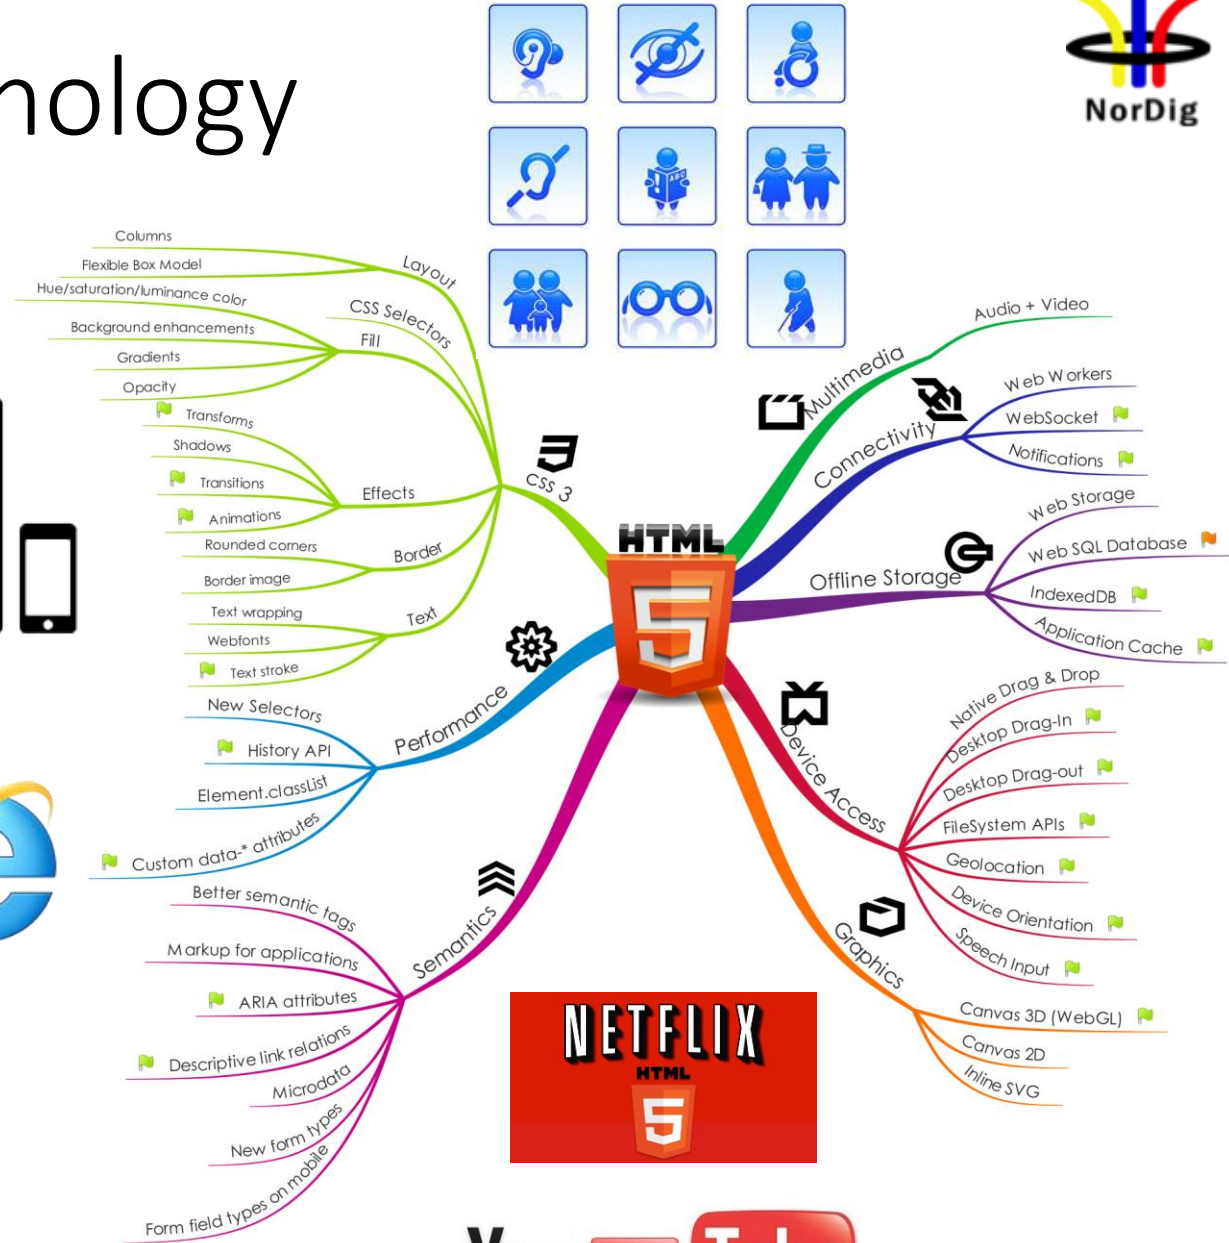 nology
NorDig
ABC
Columns
Flexible Box Model
Layout
Hue/saturation/luminance color
CSS Selectors
Background enhancements
Fill
Gradients
Opacity
Transforms
Shadows
Transitions
Effects
Animations
Rounded corners
Border
Border image
Text wrapping
Text
Webfonts
Text stroke
CSS 3
HTML
5
Audio + Video
Multimedia
Web Workers
Connectivity
WebSocket
Notifications
Web Storage
Web SQL Database
Offline Storage
IndexedDB
Application Cache
New Selectors
Performance
History API
Element.classList
Custom data-* attributes
Native Drag & Drop
Desktop Drag-In
Device Access
Desktop Drag-out
FileSystem APIs
Geolocation
Device Orientation
Speech Input
Better semantic tags
Semantics
Markup for applications
ARIA attributes
Descriptive link relations
Microdata
New form types
Form field types on mobile
Graphics
Canvas 3D (WebGL)
Canvas 2D
Inline SVG
NETFLIX
HTML
5